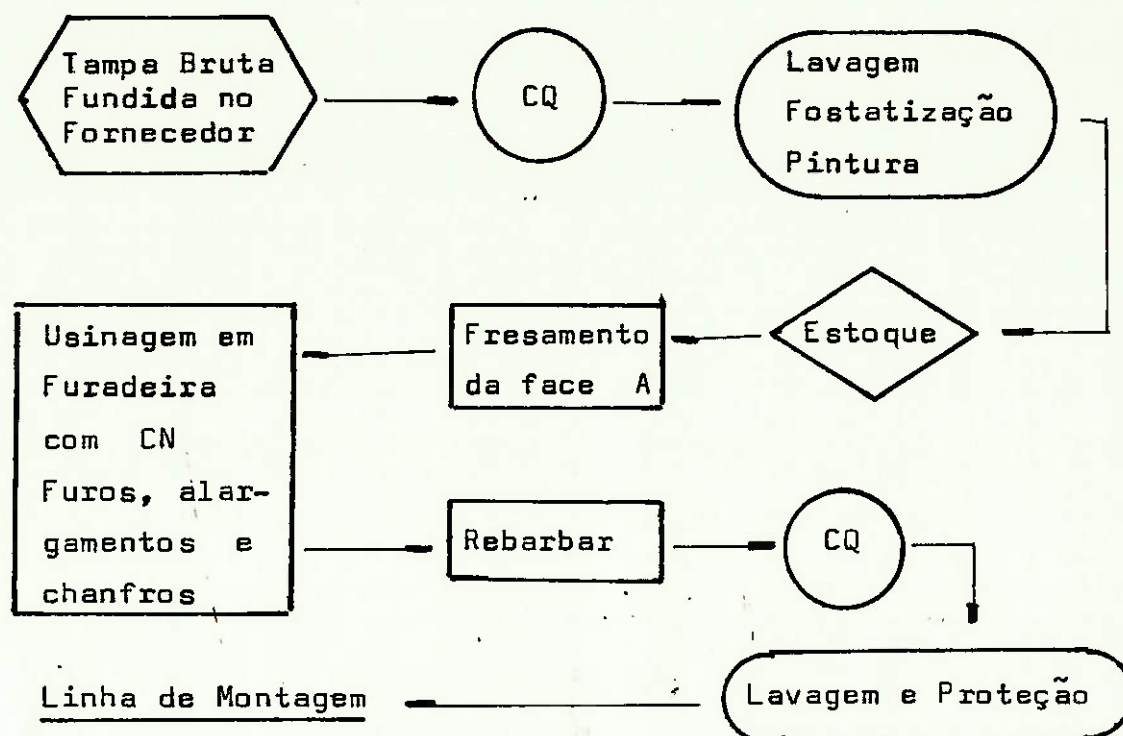 Tampa Bruta
Fundida no
Fornecedor
CQ
Lavagem
Fostatização
Pintura
Estoque
Fresamento
da face A
Usinagem em
Furadeira
com CN
Furos, alar-
gamentos e
chanfros
Rebarbar
CQ
Lavagem e Proteção
Linha de Montagem